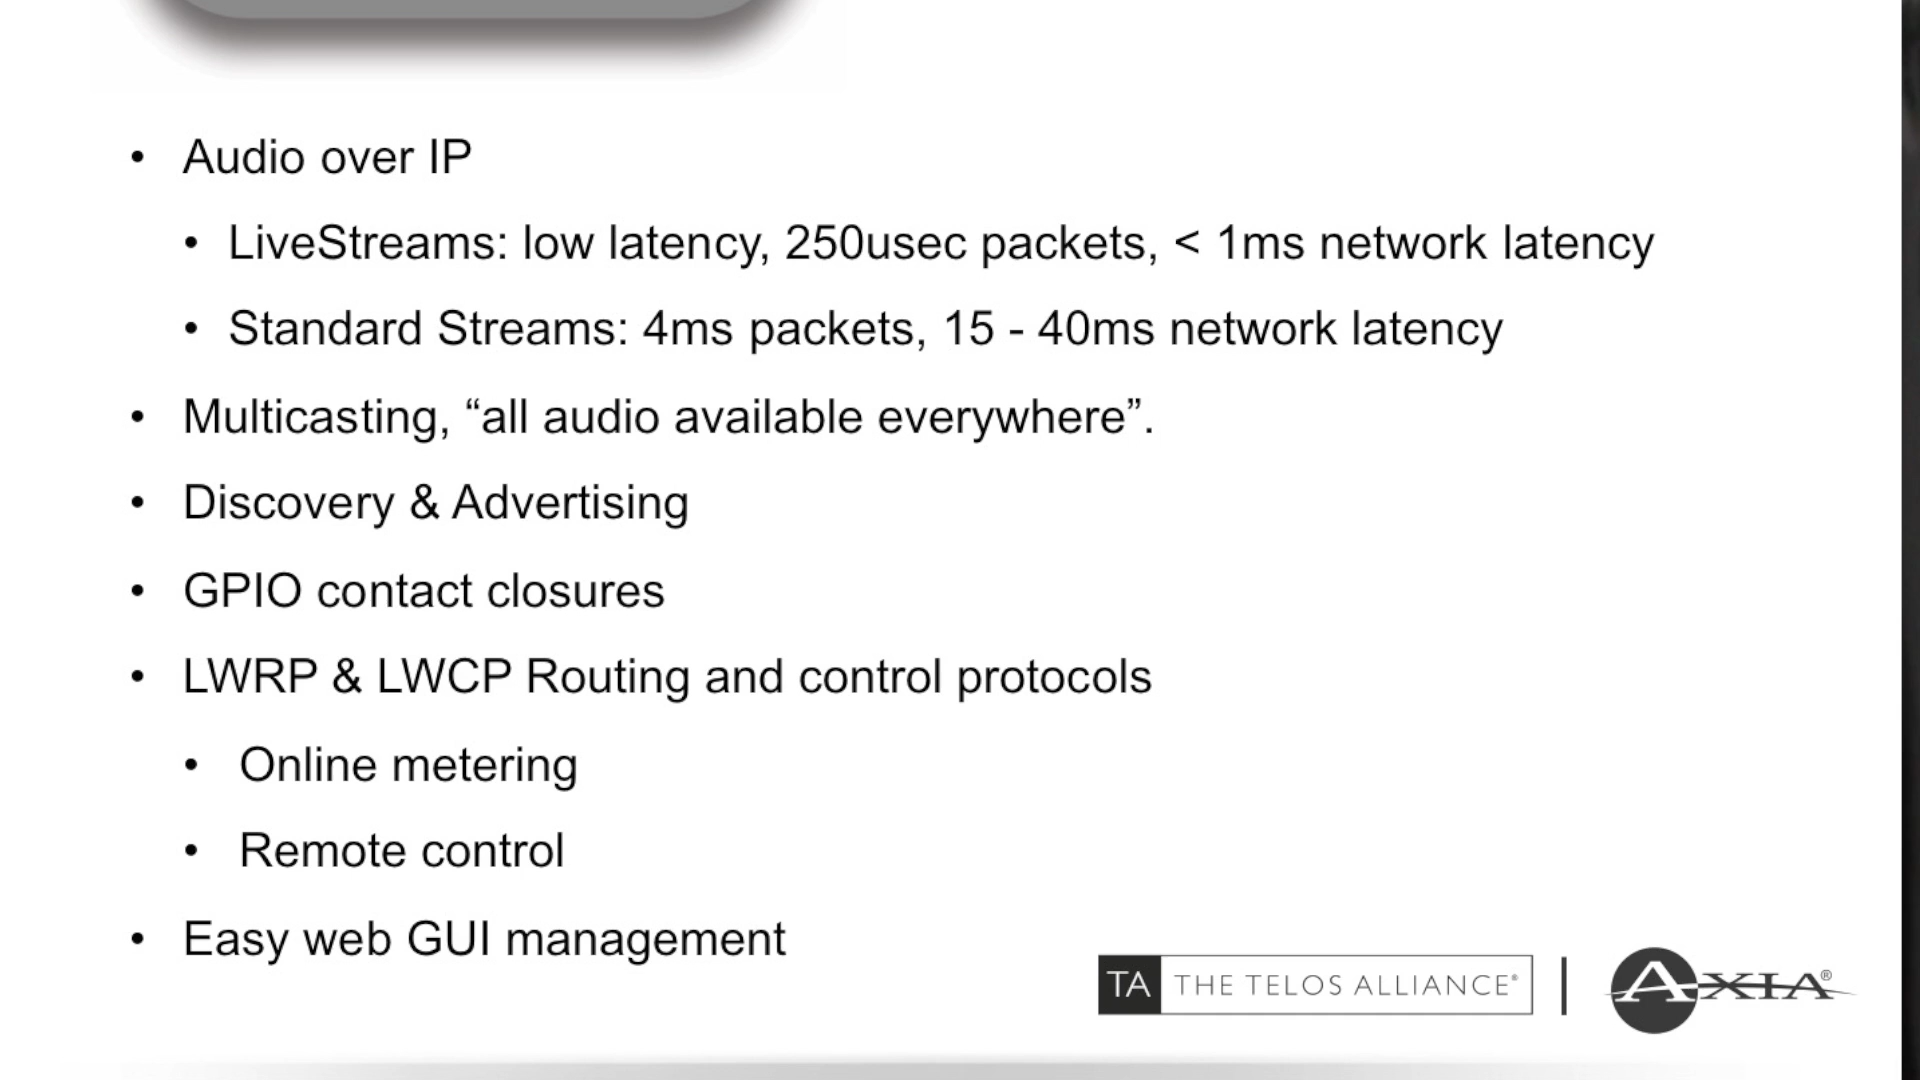 • Audio over IP
• LiveStreams: low latency, 250usec packets, < 1ms network latency
• Standard Streams: 4ms packets, 15 - 40ms network latency
• Multicasting, “all audio available everywhere”.
• Discovery & Advertising
• GPIO contact closures
• LWRP & LWCP Routing and control protocols
• Online metering
• Remote control
• Easy web GUI management
TA THE TELOS ALLIANCE® | AXIA®